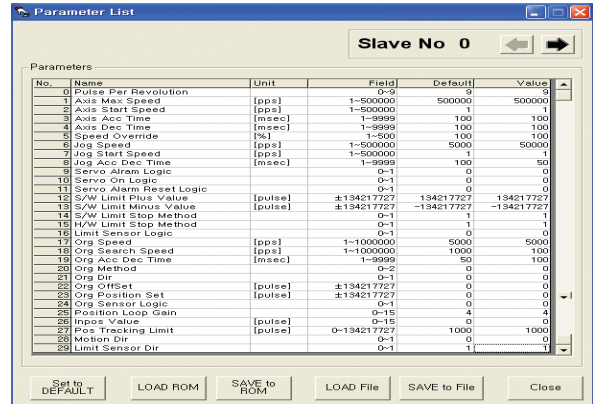 Parameter List
Slave No 0
Parameters
No. Name Unit Field Default Value
0 Pulse Per Revolution 0~9 9 9
1 Axis Max Speed [pps] 1~500000 500000 500000
2 Axis Start Speed [pps] 1~500000 1 1
3 Axis Acc Time [msec] 1~9999 100 100
4 Axis Dec Time [msec] 1~9999 100 100
5 Speed Override [%] 1~500 100 100
6 Jog Speed [pps] 1~500000 5000 50000
7 Jog Start Speed [pps] 1~500000 1 1
8 Jog Acc Dec Time [msec] 1~9999 100 50
9 Servo Alram Logic 0~1 0 0
10 Servo On Logic 0~1 0 0
11 Servo Alarm Reset Logic 0~1 0 0
12 S/W Limit Plus Value [pulse] ±134217727 134217727 134217727
13 S/W Limit Minus Value [pulse] ±134217727 -134217727 -134217727
14 S/W Limit Stop Method 0~1 1 1
15 H/W Limit Stop Method 0~1 1 1
16 Limit Sensor Logic 0~1 0 0
17 Org Speed [pps] 1~1000000 5000 5000
18 Org Search Speed [pps] 1~1000000 1000 100
19 Org Acc Dec Time [msec] 1~9999 50 100
20 Org Method 0~2 0 0
21 Org Dir 0~1 0 0
22 Org OffSet [pulse] ±134217727 0 0
23 Org Position Set [pulse] ±134217727 0 0
24 Org Sensor Logic 0~1 0 0
25 Position Loop Gain 0~15 4 4
26 Inpos Value [pulse] 0~15 0 0
27 Pos Tracking Limit [pulse] 0~134217727 1000 1000
28 Motion Dir 0~1 0 0
29 Limit Sensor Dir 0~1 1 1
Set to DEFAULT LOAD ROM SAVE to ROM LOAD File SAVE to File Close